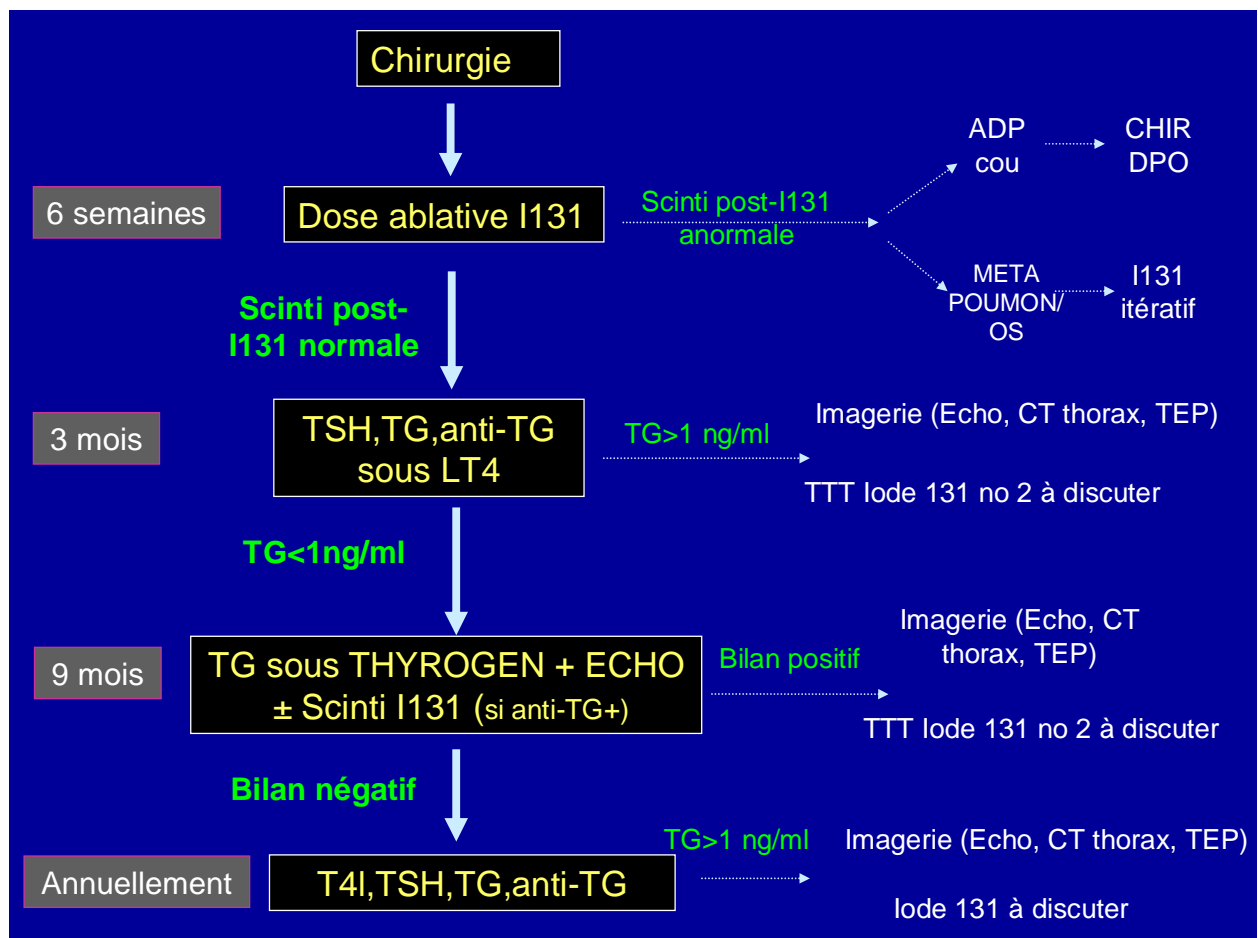 Chirurgie
ADP
cou
CHIR
DPO
6 semaines
Dose ablative I131
Scinti post-I131
anormale
META
POUMON/
OS
I131
itératif
Scinti post-
I131 normale
3 mois
TSH,TG,anti-TG
sous LT4
TG>1 ng/ml
Imagerie (Echo, CT thorax, TEP)
TTT Iode 131 no 2 à discuter
TG<1ng/ml
9 mois
TG sous THYROGEN + ECHO
± Scinti I131 (si anti-TG+)
Bilan positif
Imagerie (Echo, CT
thorax, TEP)
TTT Iode 131 no 2 à discuter
Bilan négatif
Annuellement
T4l,TSH,TG,anti-TG
TG>1 ng/ml
Imagerie (Echo, CT thorax, TEP)
Iode 131 à discuter